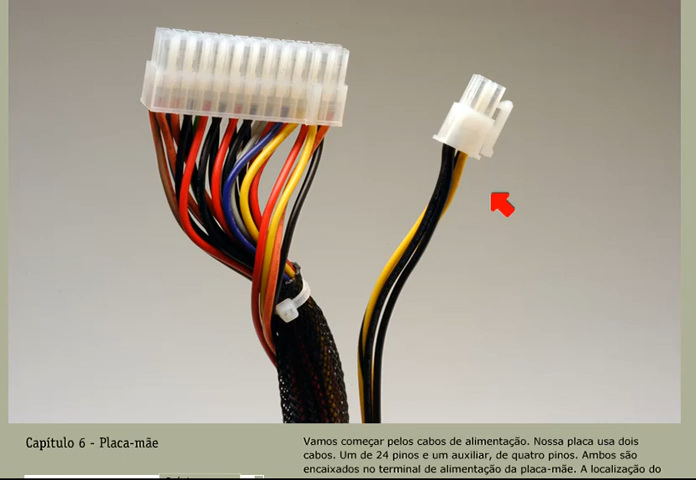 Capítulo 6 - Placa-mãe
Vamos começar pelos cabos de alimentação. Nossa placa usa dois
cabos. Um de 24 pinos e um auxiliar, de quatro pinos. Ambos são
encaixados no terminal de alimentação da placa-mãe. A localização do